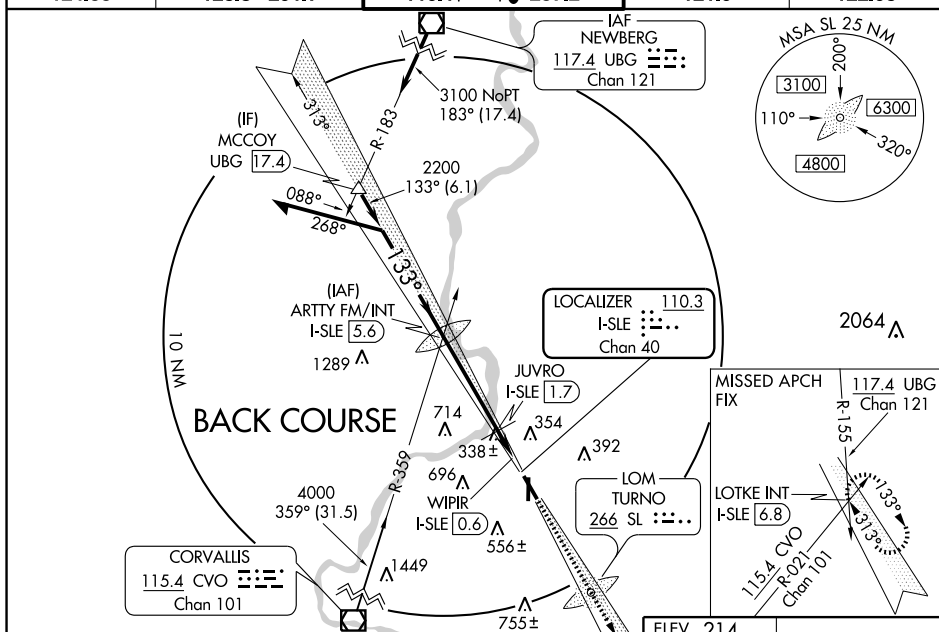 IAF
NEWBERG
117.4 UBG
Chan 121
MSA SL 25 NM
200°
3100
6300
110°
320°
4800
3100 NoPT
183° (17.4)
R-183
313°
(IF)
MCCOY
UBG 17.4
2200
133° (6.1)
088°
268°
133°
(IAF)
ARTTY FM/INT
I-SLE 5.6
LOCALIZER 110.3
I-SLE
Chan 40
2064
1289
10 NM
JUVRO
I-SLE 1.7
BACK COURSE
714
354
338±
392
R-359
696
WIPIR
I-SLE 0.6
556±
LOM
TURNO
266 SL
4000
359° (31.5)
CORVALLIS
115.4 CVO
Chan 101
1449
755±
MISSED APCH
FIX
117.4 UBG
Chan 121
R-155
LOTKE INT
I-SLE 6.8
133°
313°
115.4 CVO
R-021
Chan 101
ELEV 214